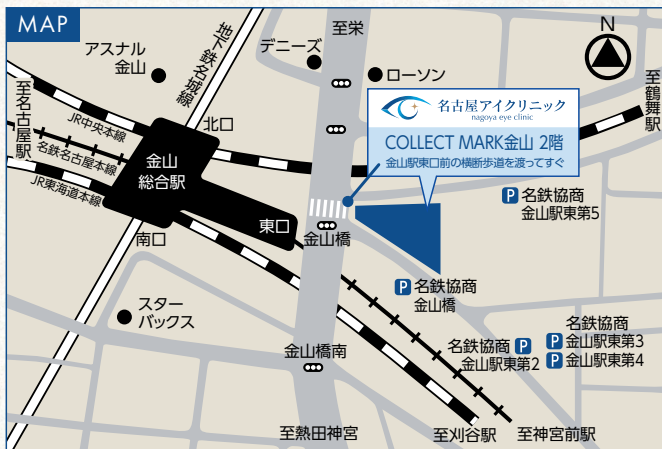 MAP
至栄
N
アスナル
金山
地下鉄名城線
デニーズ
ローソン
至鶴舞駅
至名古屋駅
JR中央本線
名鉄名古屋本線
JR東海道本線
北口
名古屋アイクリニック
nagoya eye clinic
COLLECT MARK金山 2階
金山駅東口前の横断歩道を渡ってすぐ
金山
総合駅
東口
南口
金山橋
P 名鉄協商
金山駅東第5
P 名鉄協商
金山橋
スター
バックス
金山橋南
名鉄協商 P
金山駅東第2
名鉄協商
P 金山駅東第3
P 金山駅東第4
至熱田神宮
至刈谷駅
至神宮前駅